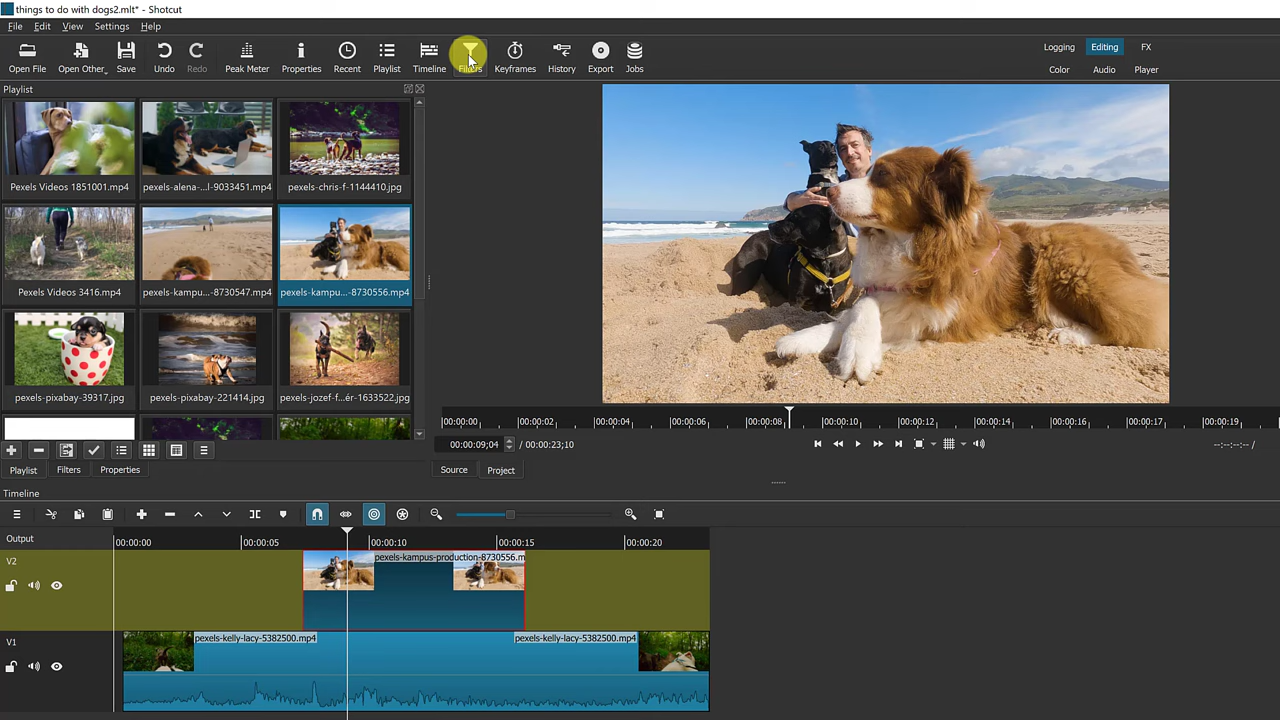 things to do with dogs2.mlt* - Shotcut
File Edit View Settings Help
Open File Open Other Save Undo Redo Peak Meter Properties Recent Playlist Timeline Filters Keyframes History Export Jobs
Logging Editing FX
Color Audio Player
Playlist
Pexels Videos 1851001.mp4 pexels-alena-...l-9033451.mp4 pexels-chris-f-1144410.jpg
Pexels Videos 3416.mp4 pexels-kampu...-8730547.mp4 pexels-kampu...-8730556.mp4
pexels-pixabay-39317.jpg pexels-pixabay-221414.jpg pexels-jozef-f...ér-1633522.jpg
00:00:00 00:00:02 00:00:04 00:00:06 00:00:08 00:00:10 00:00:12 00:00:14 00:00:16 00:00:17 00:00:19
00:00:09;04 / 00:00:23;10 --:--:--:-- /
Playlist Filters Properties Source Project
Timeline
Output 00:00:00 00:00:05 00:00:10 00:00:15 00:00:20
V2 pexels-kampus-production-8730556.m
V1 pexels-kelly-lacy-5382500.mp4 pexels-kelly-lacy-5382500.mp4